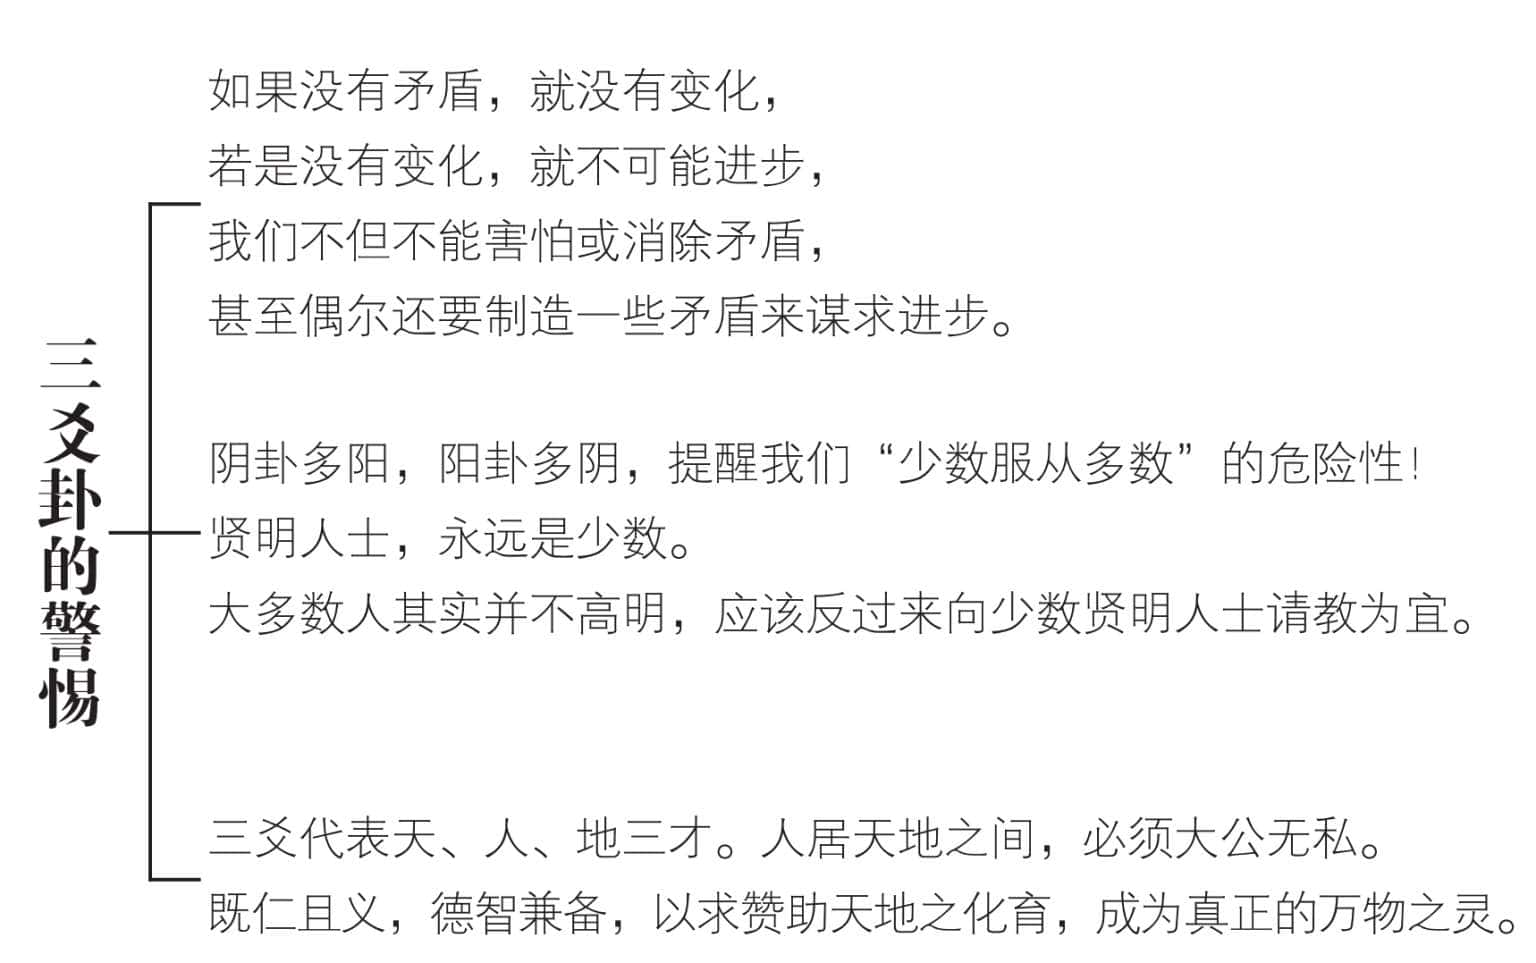 三爻卦的警惕
如果没有矛盾，就没有变化，
若是没有变化，就不可能进步，
我们不但不能害怕或消除矛盾，
甚至偶尔还要制造一些矛盾来谋求进步。
阴卦多阳，阳卦多阴，提醒我们“少数服从多数”的危险性！
贤明人士，永远是少数。
大多数人其实并不高明，应该反过来向少数贤明人士请教为宜。
三爻代表天、人、地三才。人居天地之间，必须大公无私。
既仁且义，德智兼备，以求赞助天地之化育，成为真正的万物之灵。